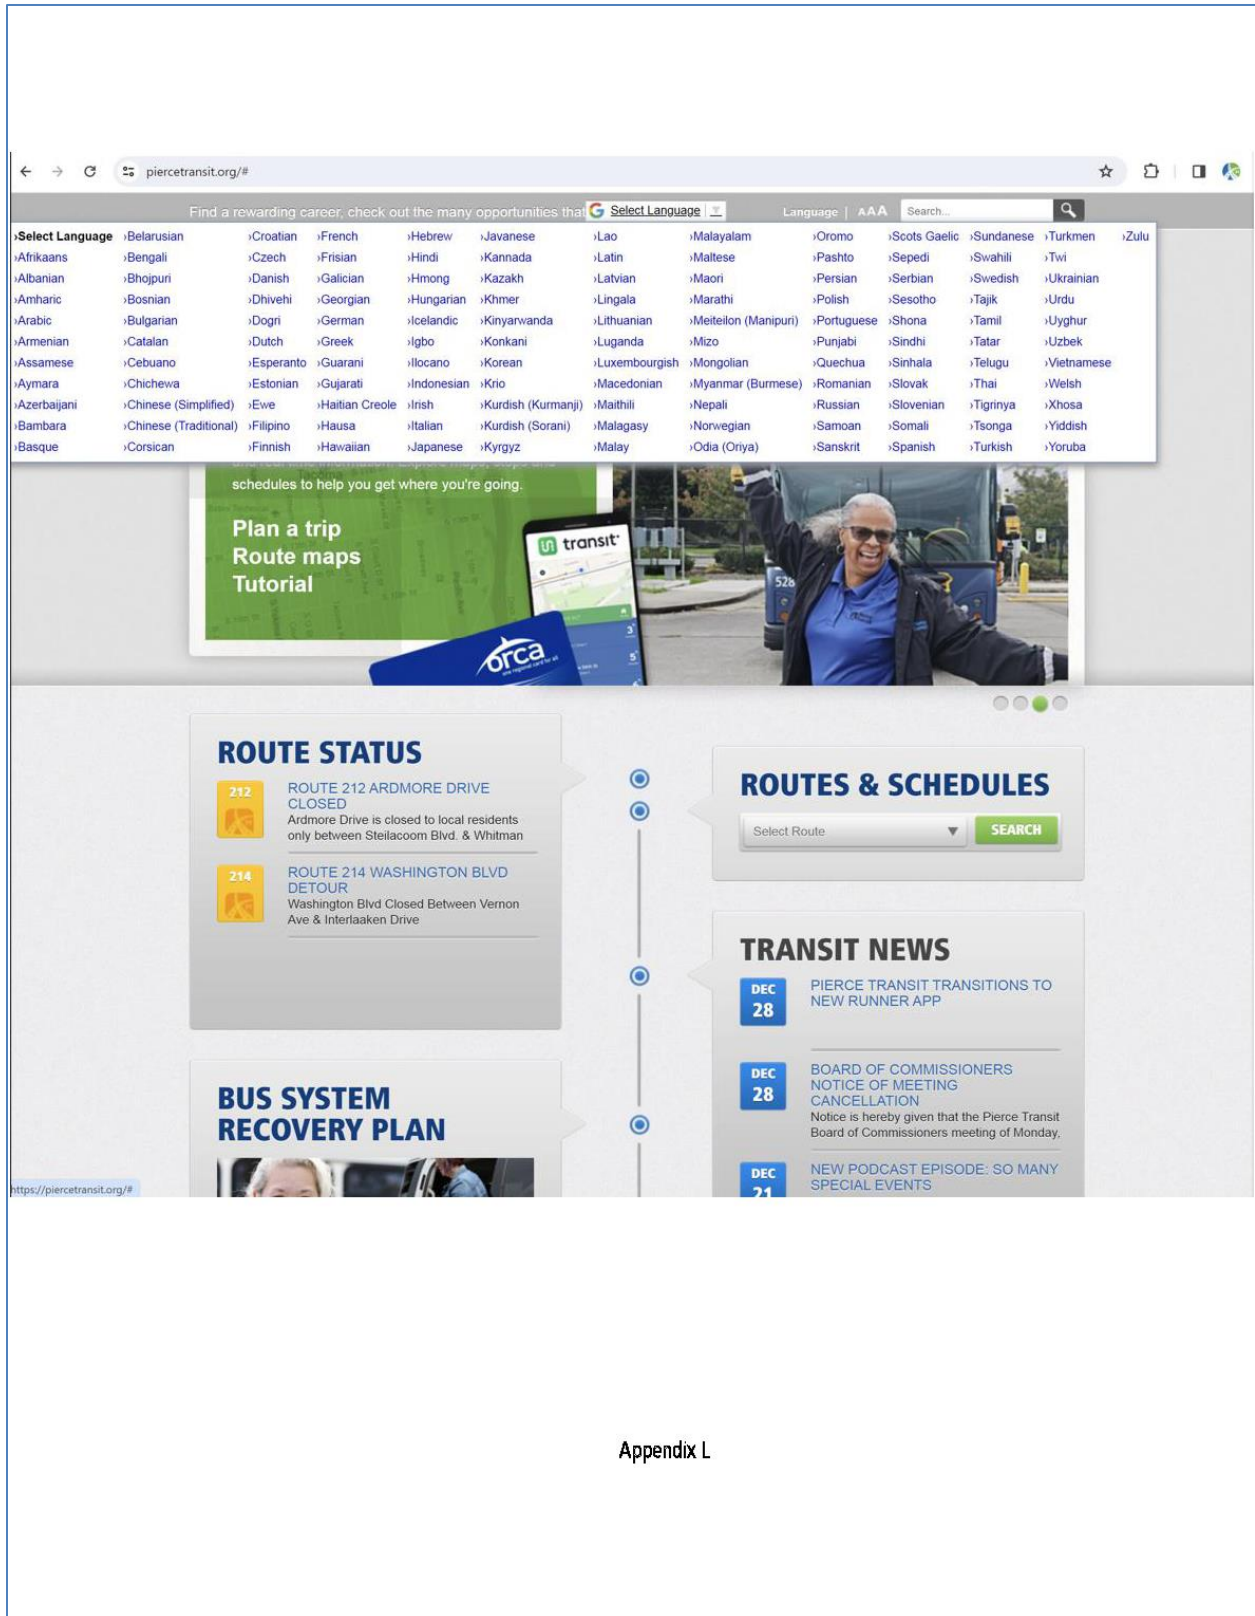 piercetransit.org/#
Find a rewarding career, check out the many opportunities that
Select Language
Language | AAA
Search...
›Select Language ›Belarusian ›Croatian ›French ›Hebrew ›Javanese ›Lao ›Malayalam ›Oromo ›Scots Gaelic ›Sundanese ›Turkmen ›Zulu
›Afrikaans ›Bengali ›Czech ›Frisian ›Hindi ›Kannada ›Latin ›Maltese ›Pashto ›Sepedi ›Swahili ›Twi
›Albanian ›Bhojpuri ›Danish ›Galician ›Hmong ›Kazakh ›Latvian ›Maori ›Persian ›Serbian ›Swedish ›Ukrainian
›Amharic ›Bosnian ›Dhivehi ›Georgian ›Hungarian ›Khmer ›Lingala ›Marathi ›Polish ›Sesotho ›Tajik ›Urdu
›Arabic ›Bulgarian ›Dogri ›German ›Icelandic ›Kinyarwanda ›Lithuanian ›Meiteilon (Manipuri) ›Portuguese ›Shona ›Tamil ›Uyghur
›Armenian ›Catalan ›Dutch ›Greek ›Igbo ›Konkani ›Luganda ›Mizo ›Punjabi ›Sindhi ›Tatar ›Uzbek
›Assamese ›Cebuano ›Esperanto ›Guarani ›Ilocano ›Korean ›Luxembourgish ›Mongolian ›Quechua ›Sinhala ›Telugu ›Vietnamese
›Aymara ›Chichewa ›Estonian ›Gujarati ›Indonesian ›Krio ›Macedonian ›Myanmar (Burmese) ›Romanian ›Slovak ›Thai ›Welsh
›Azerbaijani ›Chinese (Simplified) ›Ewe ›Haitian Creole ›Irish ›Kurdish (Kurmanji) ›Maithili ›Nepali ›Russian ›Slovenian ›Tigrinya ›Xhosa
›Bambara ›Chinese (Traditional) ›Filipino ›Hausa ›Italian ›Kurdish (Sorani) ›Malagasy ›Norwegian ›Samoan ›Somali ›Tsonga ›Yiddish
›Basque ›Corsican ›Finnish ›Hawaiian ›Japanese ›Kyrgyz ›Malay ›Odia (Oriya) ›Sanskrit ›Spanish ›Turkish ›Yoruba
schedules to help you get where you're going.
Plan a trip
Route maps
Tutorial
transit
orca
one regional card for all
528
ROUTE STATUS
212
ROUTE 212 ARDMORE DRIVE
CLOSED
Ardmore Drive is closed to local residents
only between Steilacoom Blvd. & Whitman
214
ROUTE 214 WASHINGTON BLVD
DETOUR
Washington Blvd Closed Between Vernon
Ave & Interlaaken Drive
ROUTES & SCHEDULES
Select Route
SEARCH
TRANSIT NEWS
DEC
28
PIERCE TRANSIT TRANSITIONS TO
NEW RUNNER APP
DEC
28
BOARD OF COMMISSIONERS
NOTICE OF MEETING
CANCELLATION
Notice is hereby given that the Pierce Transit
Board of Commissioners meeting of Monday,
DEC
21
NEW PODCAST EPISODE: SO MANY
SPECIAL EVENTS
BUS SYSTEM
RECOVERY PLAN
https://piercetransit.org/#
Appendix L